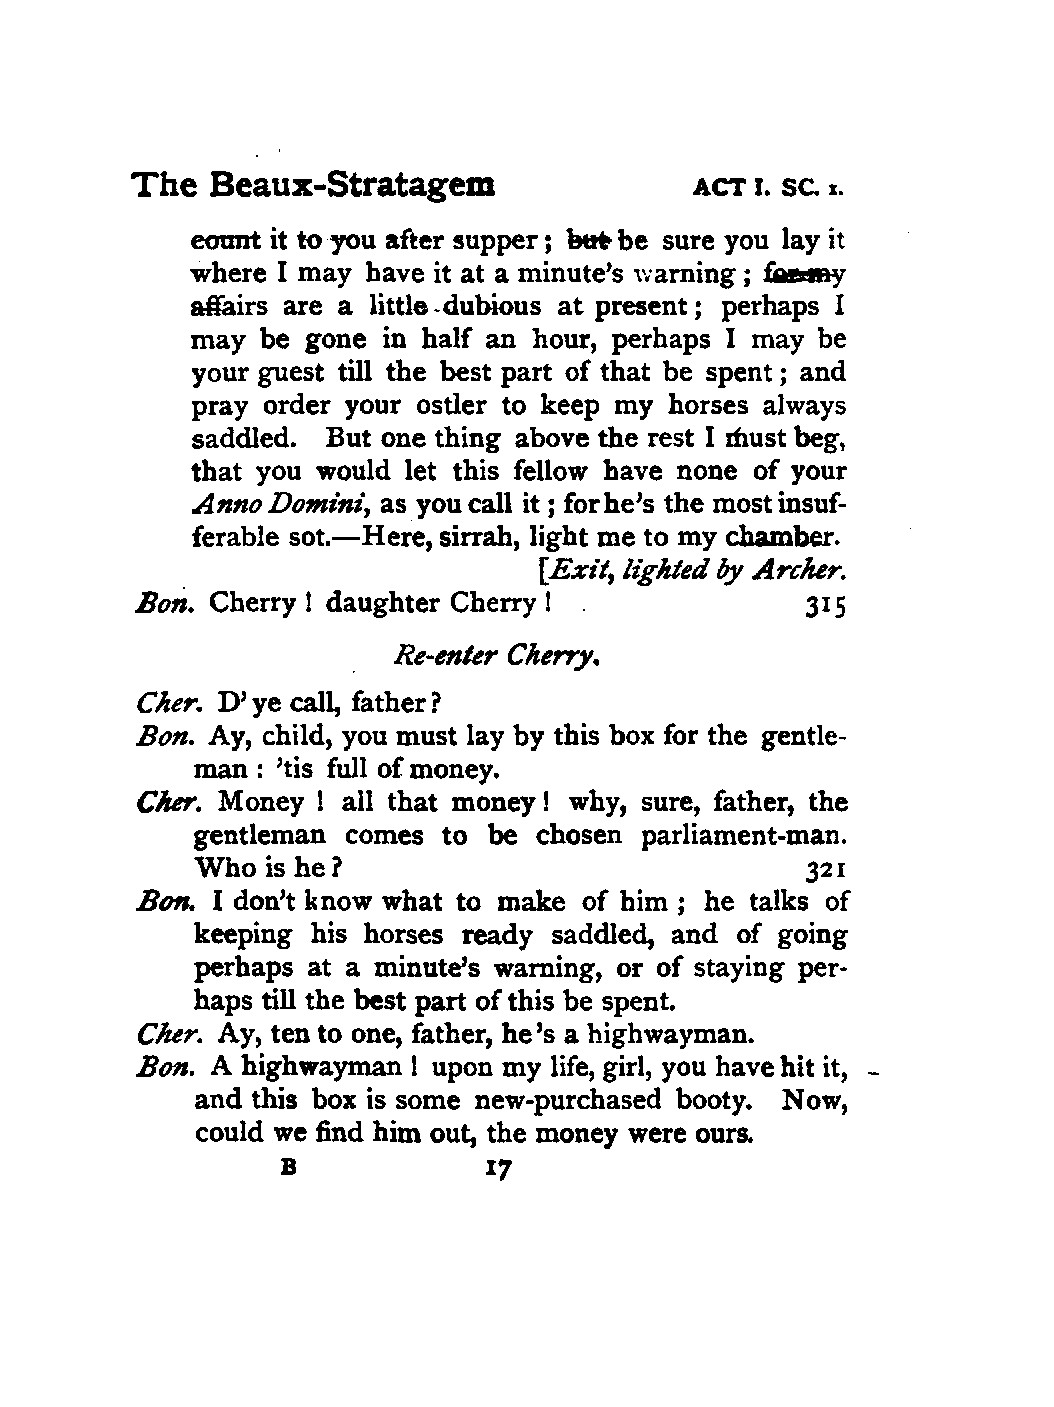 The Beaux-Stratagem ACT I. SC. 1.
count it to you after supper; but be sure you lay it
where I may have it at a minute's warning; for my
affairs are a little dubious at present; perhaps I
may be gone in half an hour, perhaps I may be
your guest till the best part of that be spent; and
pray order your ostler to keep my horses always
saddled. But one thing above the rest I must beg,
that you would let this fellow have none of your
Anno Domini, as you call it; for he's the most insuf-
ferable sot.—Here, sirrah, light me to my chamber.
[Exit, lighted by Archer.
Bon. Cherry! daughter Cherry! 315
Re-enter Cherry.
Cher. D'ye call, father?
Bon. Ay, child, you must lay by this box for the gentle-
man: 'tis full of money.
Cher. Money! all that money! why, sure, father, the
gentleman comes to be chosen parliament-man.
Who is he? 321
Bon. I don't know what to make of him; he talks of
keeping his horses ready saddled, and of going
perhaps at a minute's warning, or of staying per-
haps till the best part of this be spent.
Cher. Ay, ten to one, father, he's a highwayman.
Bon. A highwayman! upon my life, girl, you have hit it,
and this box is some new-purchased booty. Now,
could we find him out, the money were ours.
B 17